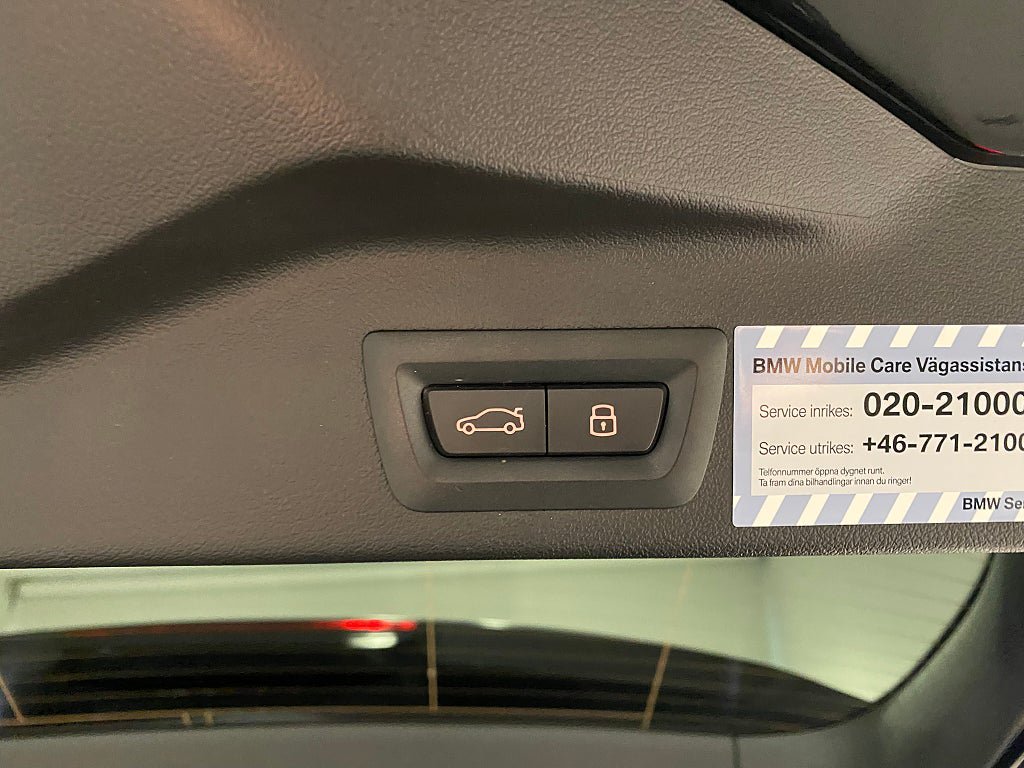 BMW Mobile Care Vägassistans
Service inrikes: 020-21000
Service utrikes: +46-771-2100
Telfonnummer öppna dygnet runt.
Ta fram dina bilhandlingar innan du ringer!
BMW Ser